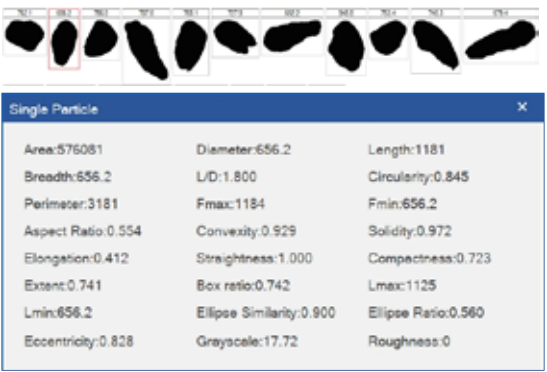 Single Particle ×
Area:576081 Diameter:656.2 Length:1181
Breadth:656.2 L/D:1.800 Circularity:0.845
Perimeter:3181 Fmax:1184 Fmin:656.2
Aspect Ratio:0.554 Convexity:0.929 Solidity:0.972
Elongation:0.412 Straightness:1.000 Compactness:0.723
Extent:0.741 Box ratio:0.742 Lmax:1125
Lmin:656.2 Ellipse Similarity:0.900 Ellipse Ratio:0.560
Eccentricity:0.828 Grayscale:17.72 Roughness:0